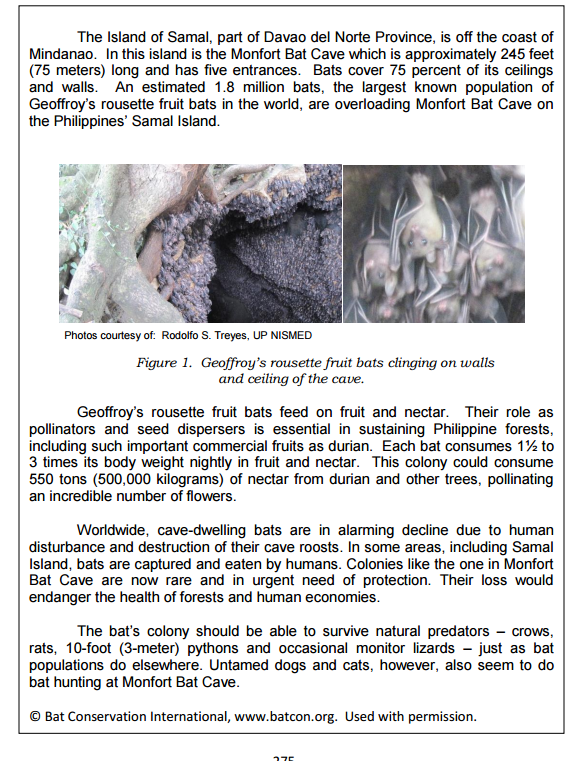 The Island of Samal, part of Davao del Norte Province, is off the coast of
Mindanao. In this island is the Monfort Bat Cave which is approximately 245 feet
(75 meters) long and has five entrances. Bats cover 75 percent of its ceilings
and walls. An estimated 1.8 million bats, the largest known population of
Geoffroy's rousette fruit bats in the world, are overloading Monfort Bat Cave on
the Philippines' Samal Island.
Photos courtesy of: Rodolfo S. Treyes, UP NISMED
Figure 1. Geoffroy's rousette fruit bats clinging on walls
and ceiling of the cave.
Geoffroy's rousette fruit bats feed on fruit and nectar. Their role as
pollinators and seed dispersers is essential in sustaining Philippine forests,
including such important commercial fruits as durian. Each bat consumes 1½ to
3 times its body weight nightly in fruit and nectar. This colony could consume
550 tons (500,000 kilograms) of nectar from durian and other trees, pollinating
an incredible number of flowers.
Worldwide, cave-dwelling bats are in alarming decline due to human
disturbance and destruction of their cave roosts. In some areas, including Samal
Island, bats are captured and eaten by humans. Colonies like the one in Monfort
Bat Cave are now rare and in urgent need of protection. Their loss would
endanger the health of forests and human economies.
The bat's colony should be able to survive natural predators – crows,
rats, 10-foot (3-meter) pythons and occasional monitor lizards – just as bat
populations do elsewhere. Untamed dogs and cats, however, also seem to do
bat hunting at Monfort Bat Cave.
© Bat Conservation International, www.batcon.org. Used with permission.
275